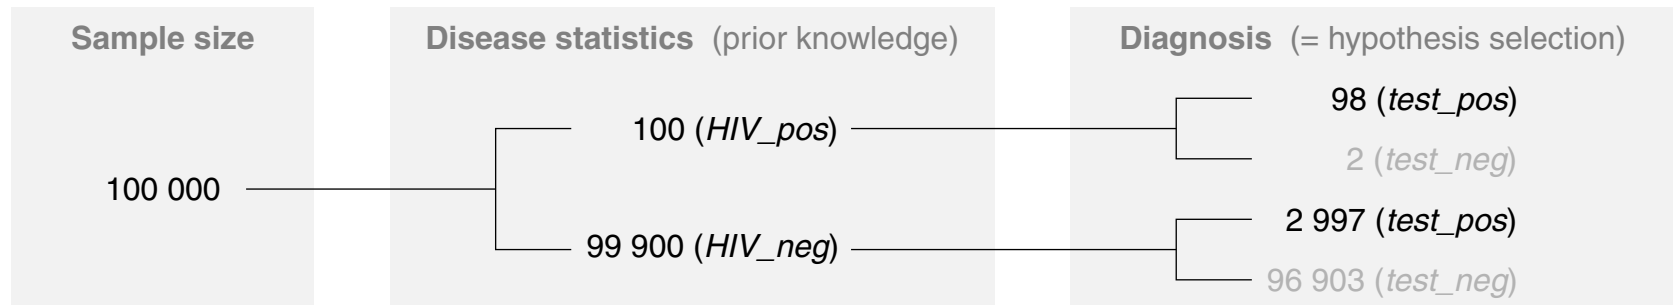 Sample size
Disease statistics (prior knowledge)
Diagnosis (= hypothesis selection)
100 000
100 (HIV_pos)
99 900 (HIV_neg)
98 (test_pos)
2 (test_neg)
2 997 (test_pos)
96 903 (test_neg)